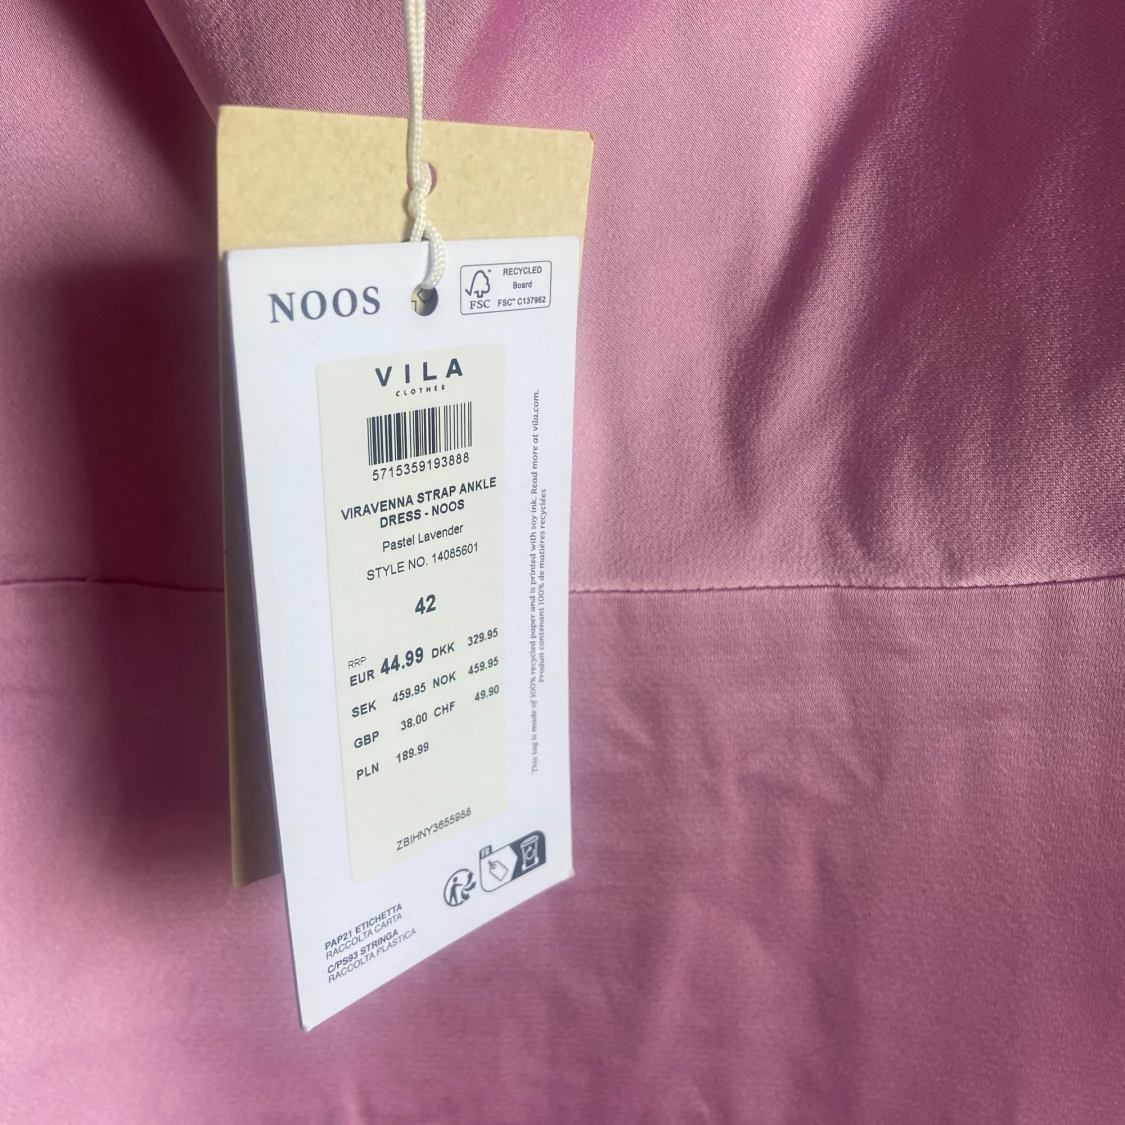 NOOS
FSC™
RECYCLED
Board
FSC™ C137962
VILA
CLOTHES
5715359193888
VIRAVENNA STRAP ANKLE
DRESS - NOOS
Pastel Lavender
STYLE NO. 14085601
42
RRP
EUR 44.99 DKK 329.95
SEK 459.95 NOK 459.95
GBP 38.00 CHF 49.90
PLN 189.99
ZBIHNY3655988
This tag is made of 100% recycled paper and is printed with soy ink. Read more at vila.com.
Produit contenant 100% de matières recyclées
FR
PAP21 ETICHETTA
RACCOLTA CARTA
C/PS93 STRINGA
RACCOLTA PLASTICA